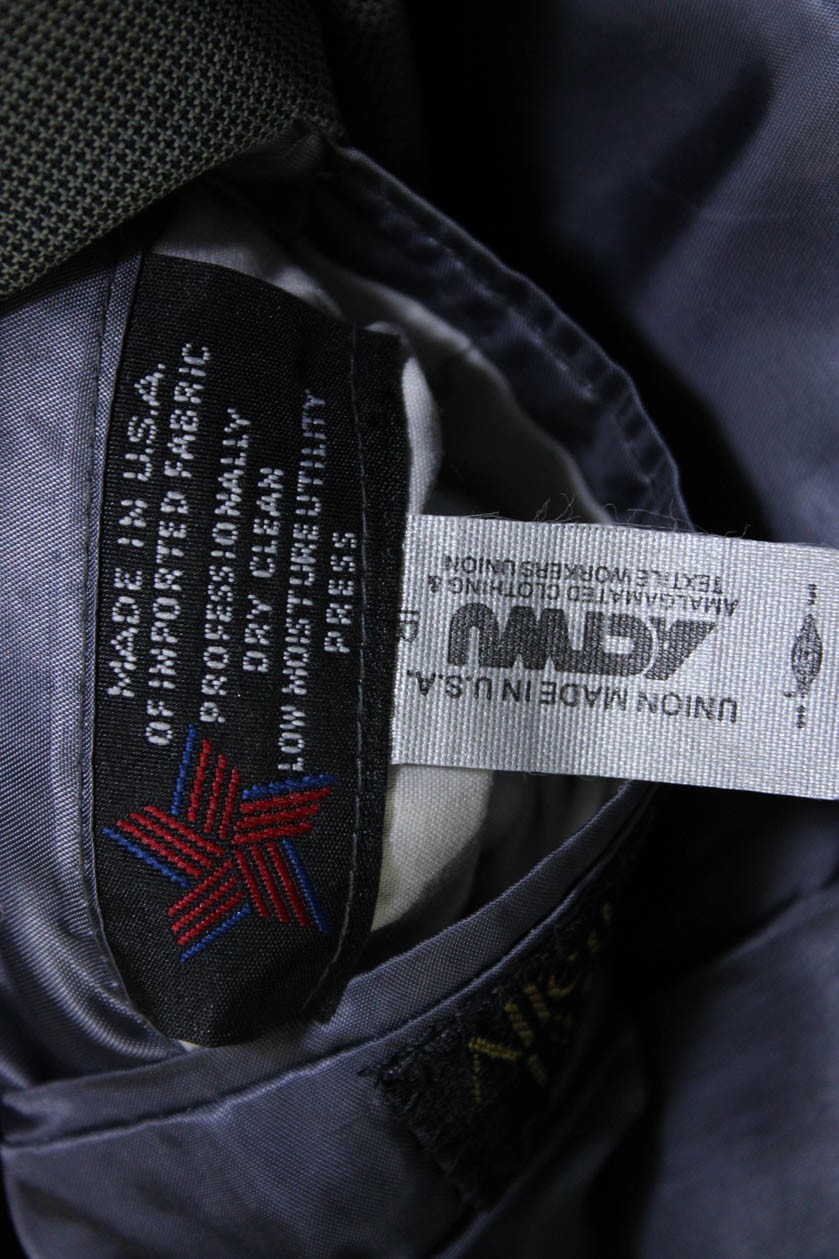 MADE IN U.S.A.
OF IMPORTED FABRIC
PROFESSIONALLY
DRY CLEAN
LOW MOISTURE UTILITY
PRESS
UNION MADE IN U.S.A.
ACTWU
AMALGAMATED CLOTHING &
TEXTILE WORKERS UNION